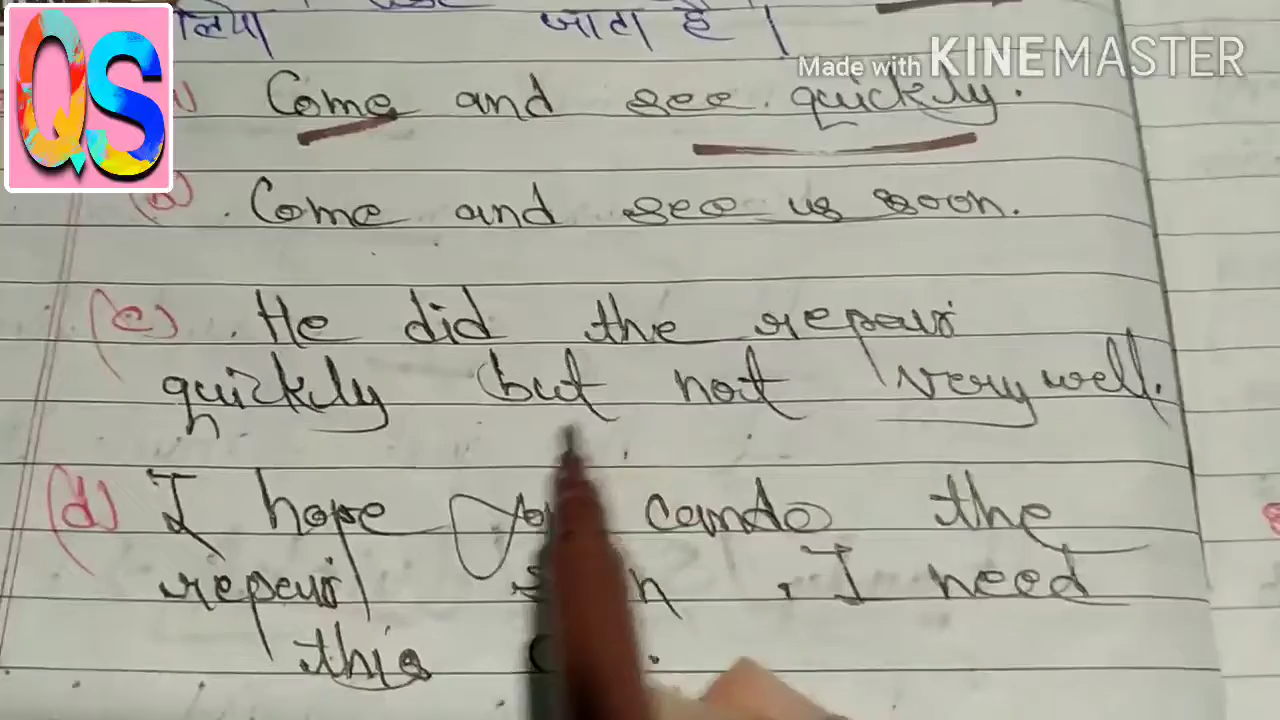 लिया जाता है |
QS
Made with KINEMASTER
Come and see quickly.
(b) Come and see us soon.
(c) He did the repair
quickly but not very well.
(d) I hope you can do the
repair soon. I need
this